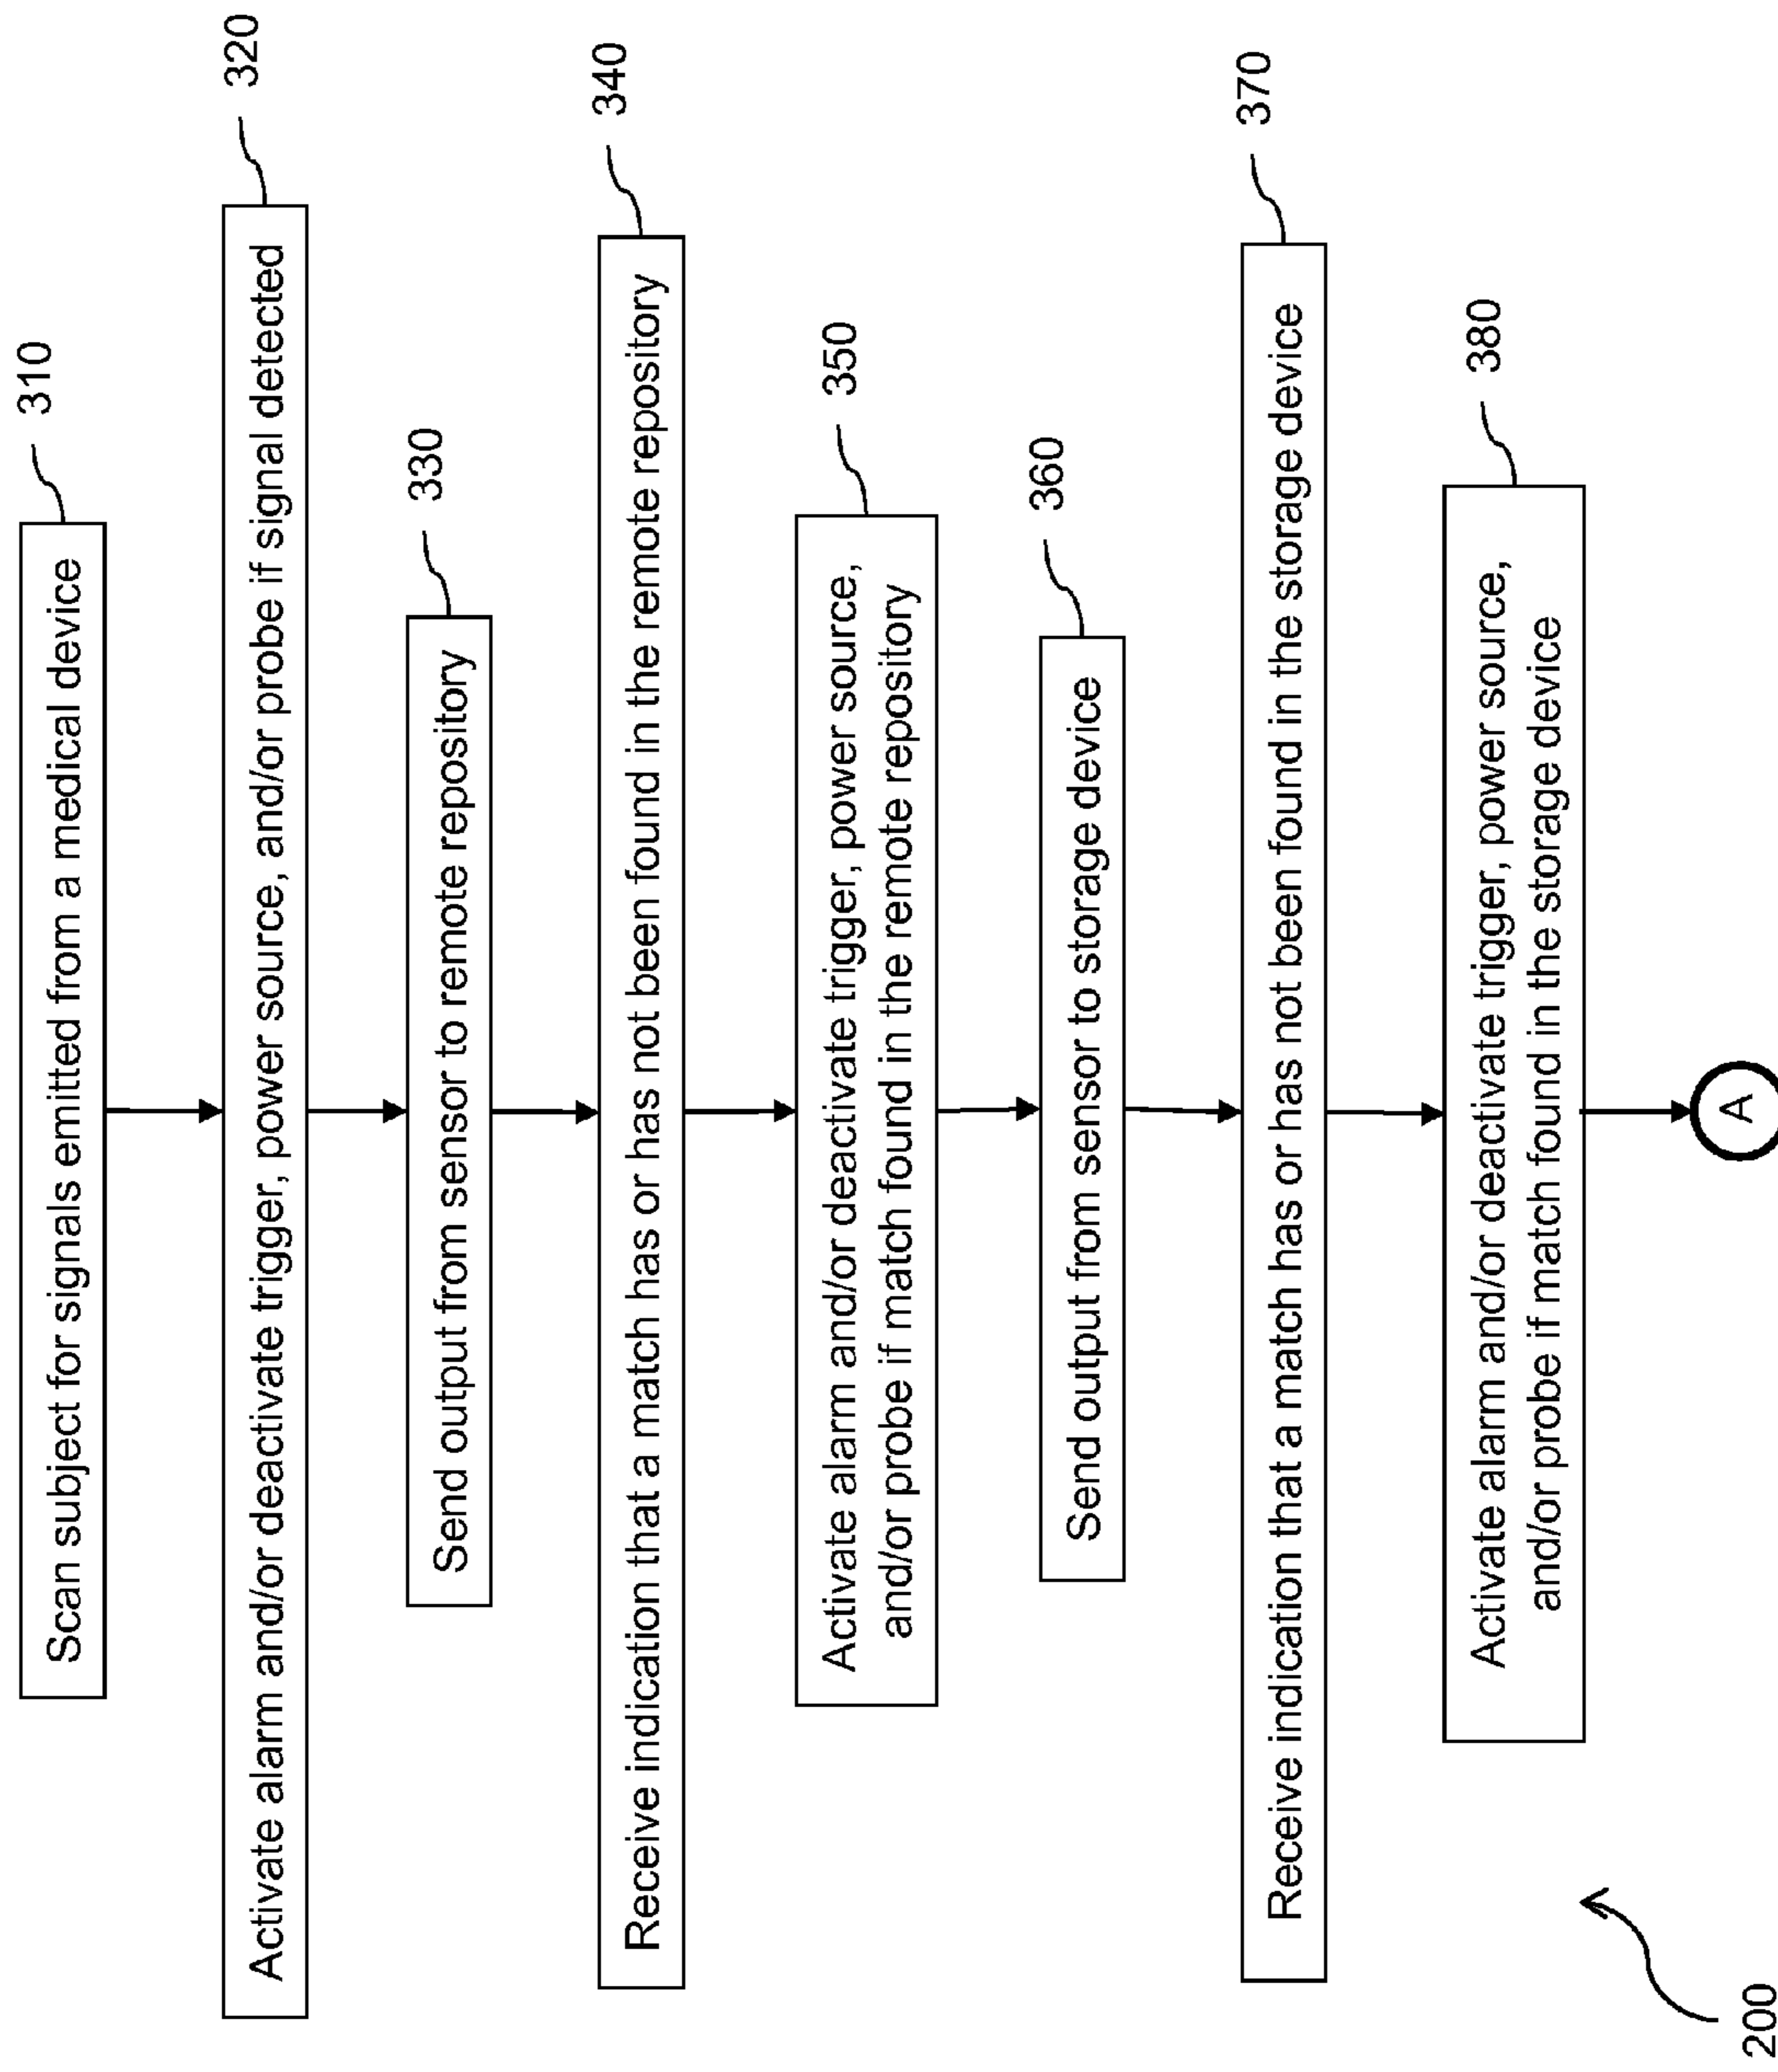 Scan subject for signals emitted from a medical device
310
Activate alarm and/or deactivate trigger, power source, and/or probe if signal detected
320
Send output from sensor to remote repository
330
Receive indication that a match has or has not been found in the remote repository
340
Activate alarm and/or deactivate trigger, power source,
and/or probe if match found in the remote repository
350
Send output from sensor to storage device
360
Receive indication that a match has or has not been found in the storage device
370
Activate alarm and/or deactivate trigger, power source,
and/or probe if match found in the storage device
380
A
200